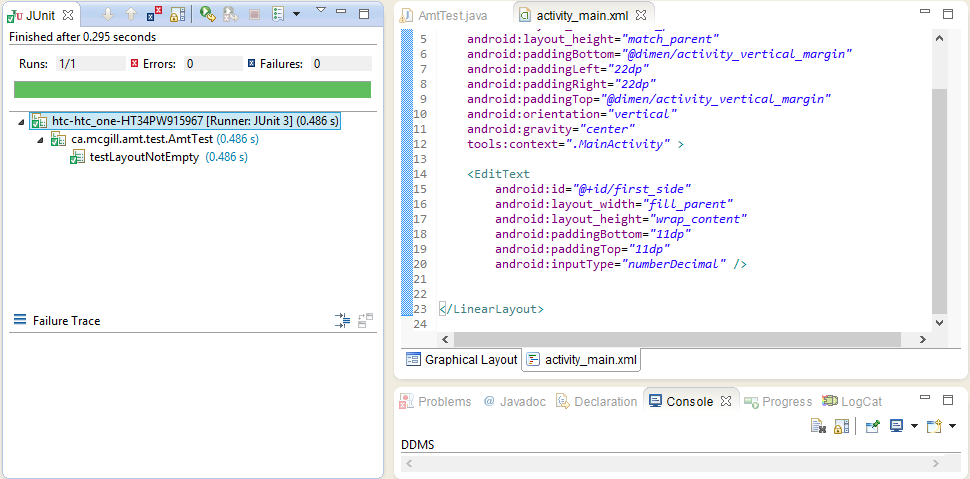 JUnit
Finished after 0.295 seconds
Runs: 1/1 Errors: 0 Failures: 0
htc-htc_one-HT34PW915967 [Runner: JUnit 3] (0.486 s)
ca.mcgill.amt.test.AmtTest (0.486 s)
testLayoutNotEmpty (0.486 s)
Failure Trace
AmtTest.java activity_main.xml
5 android:layout_height="match_parent"
6 android:paddingBottom="@dimen/activity_vertical_margin"
7 android:paddingLeft="22dp"
8 android:paddingRight="22dp"
9 android:paddingTop="@dimen/activity_vertical_margin"
10 android:orientation="vertical"
11 android:gravity="center"
12 tools:context=".MainActivity" >
13
14 <EditText
15 android:id="@+id/first_side"
16 android:layout_width="fill_parent"
17 android:layout_height="wrap_content"
18 android:paddingBottom="11dp"
19 android:paddingTop="11dp"
20 android:inputType="numberDecimal" />
21
22
23 </LinearLayout>
24
Graphical Layout activity_main.xml
Problems @ Javadoc Declaration Console Progress LogCat
DDMS